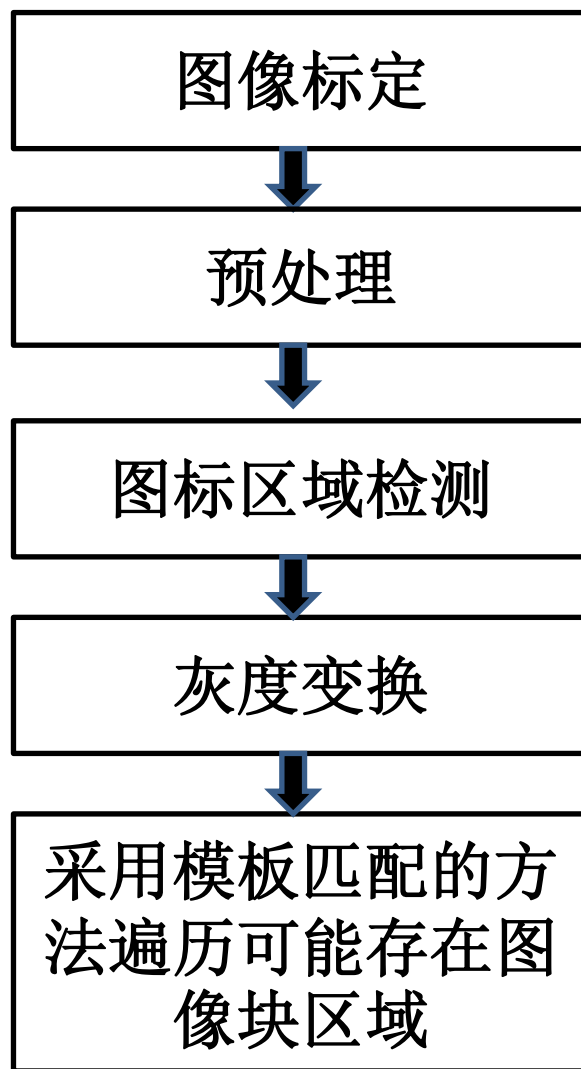 图像标定
预处理
图标区域检测
灰度变换
采用模板匹配的方
法遍历可能存在图
像块区域